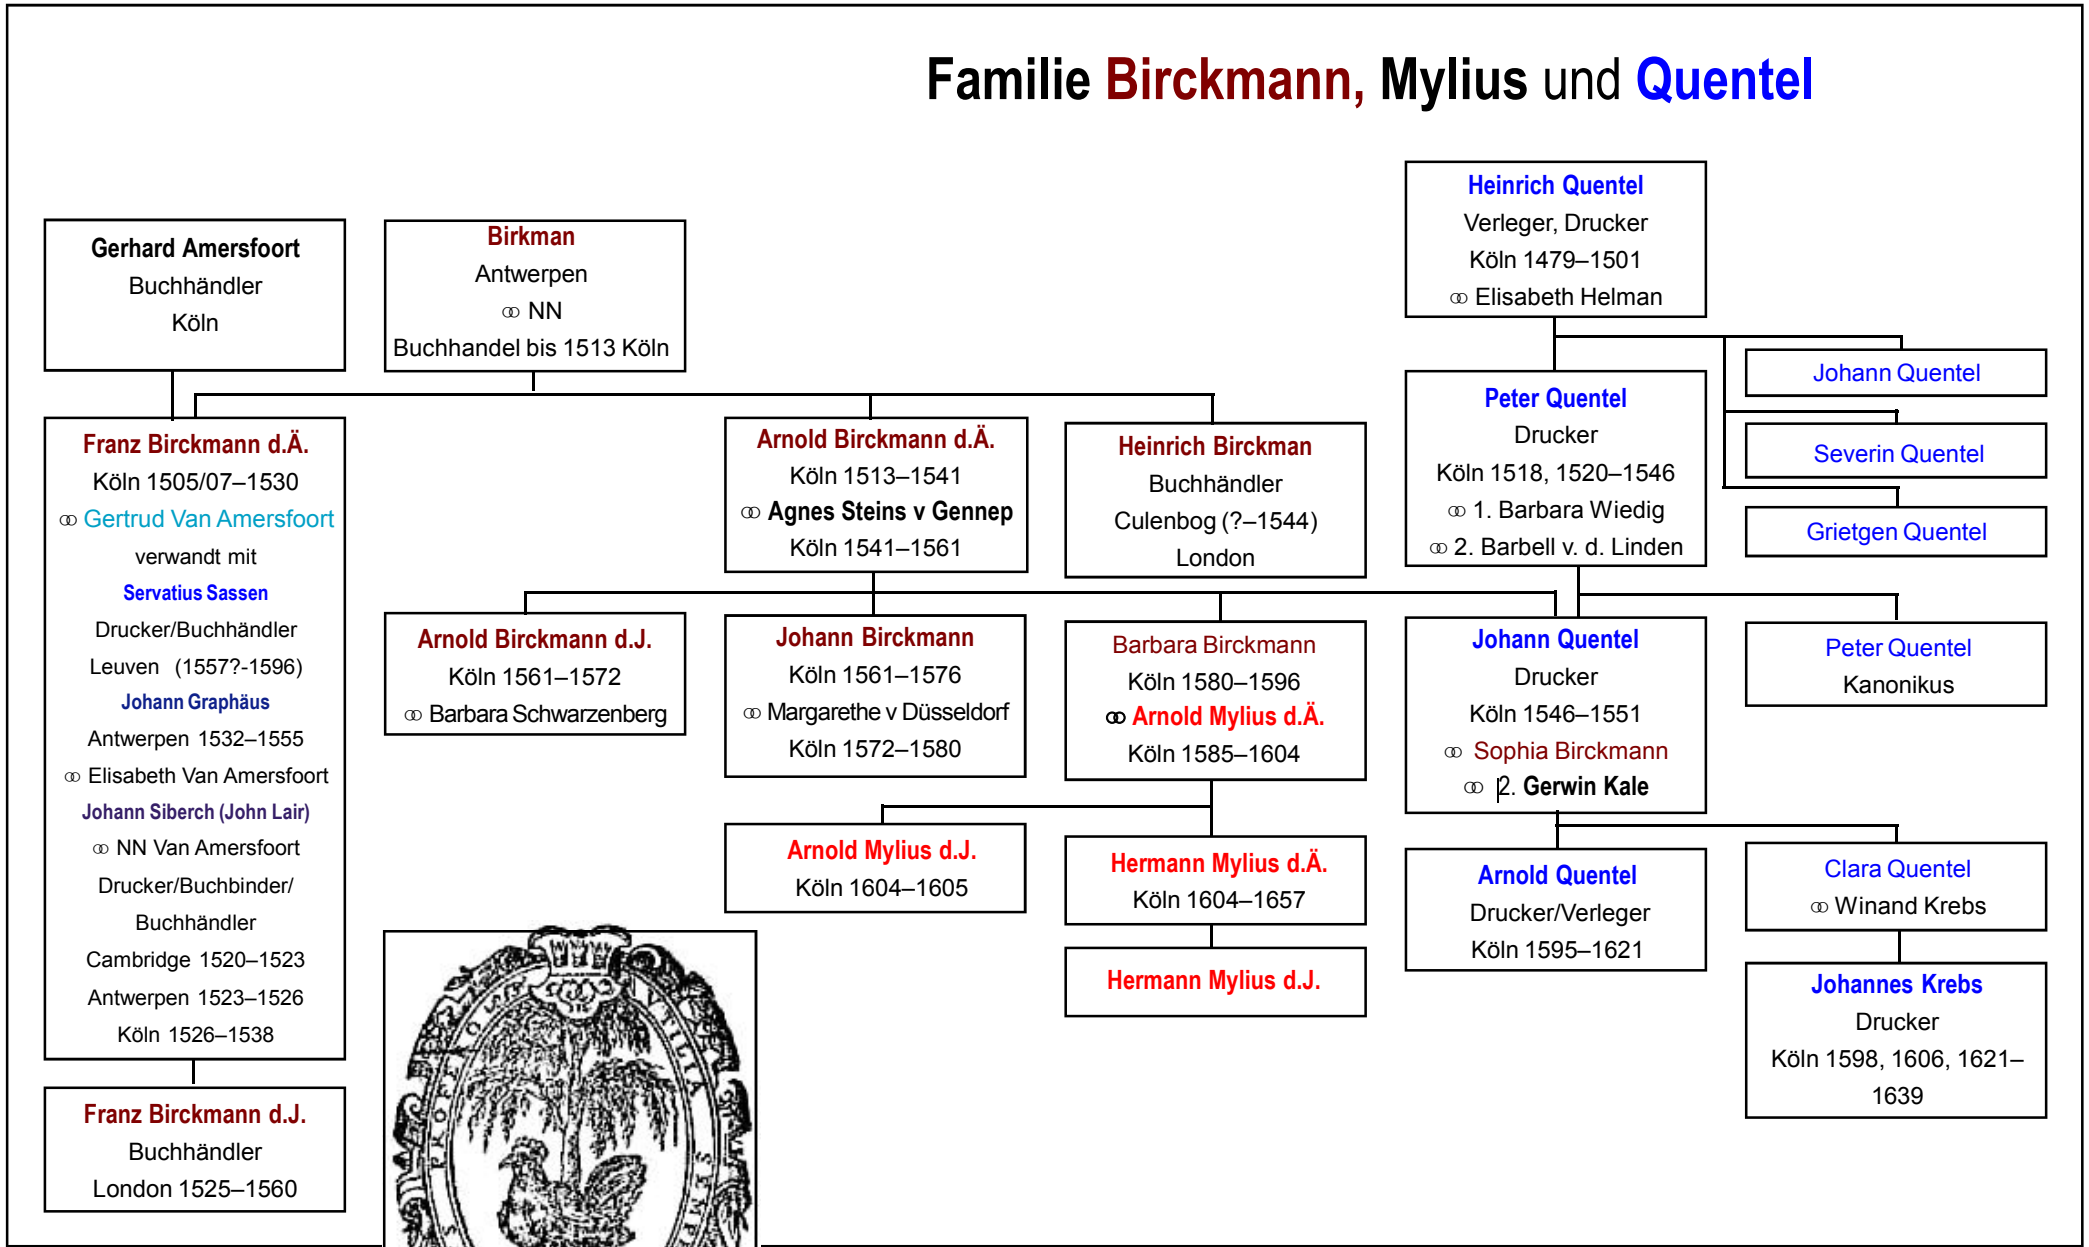 Familie Birckmann, Mylius und Quentel
Gerhard Amersfoort
Buchhändler
Köln
Birkman
Antwerpen
⚭ NN
Buchhandel bis 1513 Köln
Heinrich Quentel
Verleger, Drucker
Köln 1479–1501
⚭ Elisabeth Helman
Johann Quentel
Severin Quentel
Grietgen Quentel
Peter Quentel
Drucker
Köln 1518, 1520–1546
⚭ 1. Barbara Wiedig
⚭ 2. Barbell v. d. Linden
Franz Birckmann d.Ä.
Köln 1505/07–1530
⚭ Gertrud Van Amersfoort
verwandt mit
Servatius Sassen
Drucker/Buchhändler
Leuven (1557?-1596)
Johann Graphäus
Antwerpen 1532–1555
⚭ Elisabeth Van Amersfoort
Johann Siberch (John Lair)
⚭ NN Van Amersfoort
Drucker/Buchbinder/
Buchhändler
Cambridge 1520–1523
Antwerpen 1523–1526
Köln 1526–1538
Arnold Birckmann d.Ä.
Köln 1513–1541
⚭ Agnes Steins v Gennep
Köln 1541–1561
Heinrich Birckman
Buchhändler
Culenbog (?–1544)
London
Arnold Birckmann d.J.
Köln 1561–1572
⚭ Barbara Schwarzenberg
Johann Birckmann
Köln 1561–1576
⚭ Margarethe v Düsseldorf
Köln 1572–1580
Barbara Birckmann
Köln 1580–1596
⚭ Arnold Mylius d.Ä.
Köln 1585–1604
Johann Quentel
Drucker
Köln 1546–1551
⚭ Sophia Birckmann
⚭ 2. Gerwin Kale
Peter Quentel
Kanonikus
Arnold Mylius d.J.
Köln 1604–1605
Hermann Mylius d.Ä.
Köln 1604–1657
Hermann Mylius d.J.
Arnold Quentel
Drucker/Verleger
Köln 1595–1621
Clara Quentel
⚭ Winand Krebs
Johannes Krebs
Drucker
Köln 1598, 1606, 1621–
1639
Franz Birckmann d.J.
Buchhändler
London 1525–1560